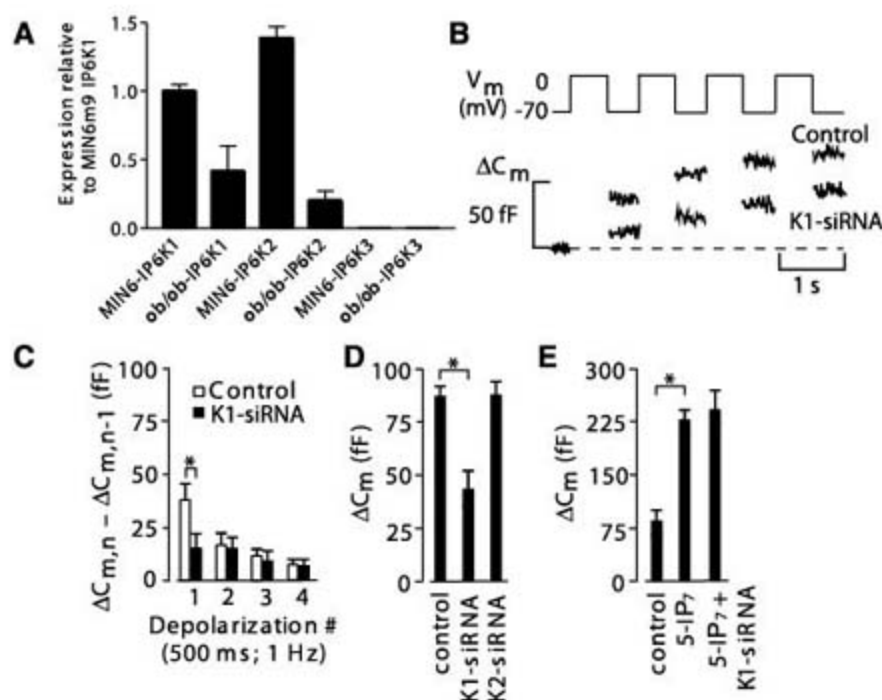 A
Expression relative
to MIN6m9 IP6K1
1.5
1.0
0.5
0.0
MIN6-IP6K1
ob/ob-IP6K1
MIN6-IP6K2
ob/ob-IP6K2
MIN6-IP6K3
ob/ob-IP6K3
B
Vm
(mV)
0
-70
Control
ΔCm
50 fF
K1-siRNA
1 s
C
ΔCm,n – ΔCm,n-1 (fF)
100
75
50
25
0
Control
K1-siRNA
*
1 2 3 4
Depolarization #
(500 ms; 1 Hz)
D
ΔCm (fF)
100
75
50
25
0
*
control
K1-siRNA
K2-siRNA
E
ΔCm (fF)
300
225
150
75
0
*
control
5-IP₇
5-IP₇ +
K1-siRNA